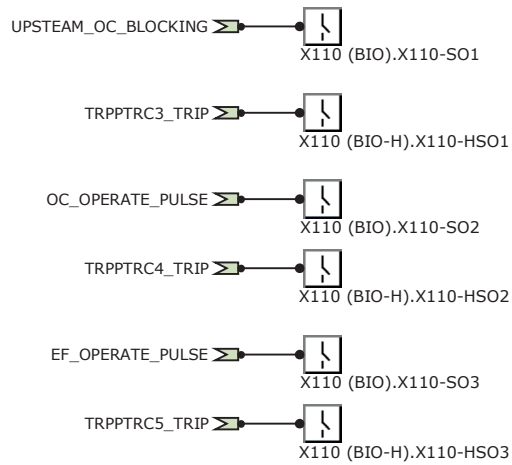 UPSTEAM_OC_BLOCKING
X110 (BIO).X110-SO1
TRPPTRC3_TRIP
X110 (BIO-H).X110-HSO1
OC_OPERATE_PULSE
X110 (BIO).X110-SO2
TRPPTRC4_TRIP
X110 (BIO-H).X110-HSO2
EF_OPERATE_PULSE
X110 (BIO).X110-SO3
TRPPTRC5_TRIP
X110 (BIO-H).X110-HSO3